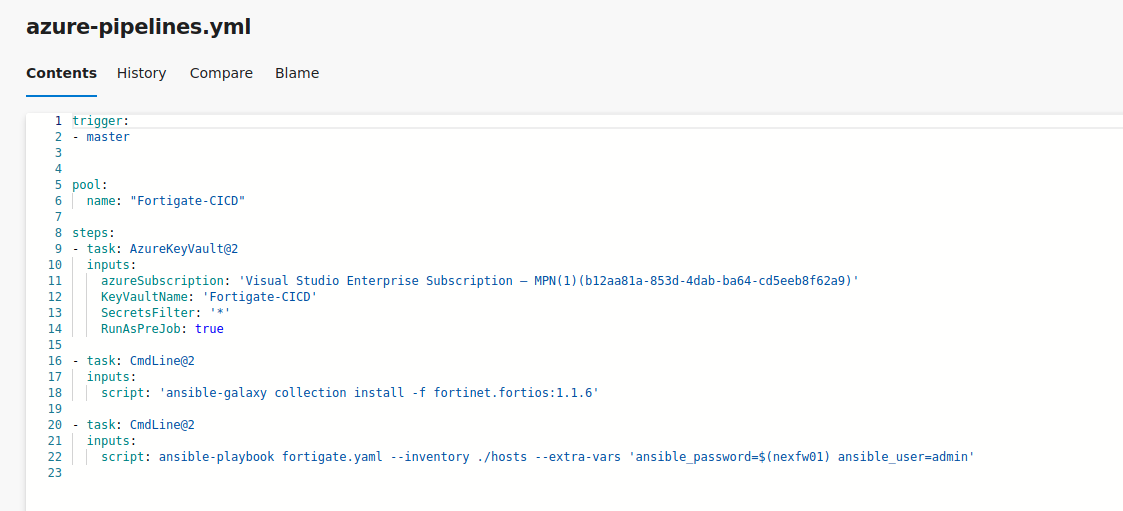 azure-pipelines.yml
Contents History Compare Blame
1 trigger:
2 - master
3
4
5 pool:
6   name: "Fortigate-CICD"
7
8 steps:
9 - task: AzureKeyVault@2
10   inputs:
11     azureSubscription: 'Visual Studio Enterprise Subscription – MPN(1)(b12aa81a-853d-4dab-ba64-cd5eeb8f62a9)'
12     KeyVaultName: 'Fortigate-CICD'
13     SecretsFilter: '*'
14     RunAsPreJob: true
15
16 - task: CmdLine@2
17   inputs:
18     script: 'ansible-galaxy collection install -f fortinet.fortios:1.1.6'
19
20 - task: CmdLine@2
21   inputs:
22     script: ansible-playbook fortigate.yaml --inventory ./hosts --extra-vars 'ansible_password=$(nexfw01) ansible_user=admin'
23